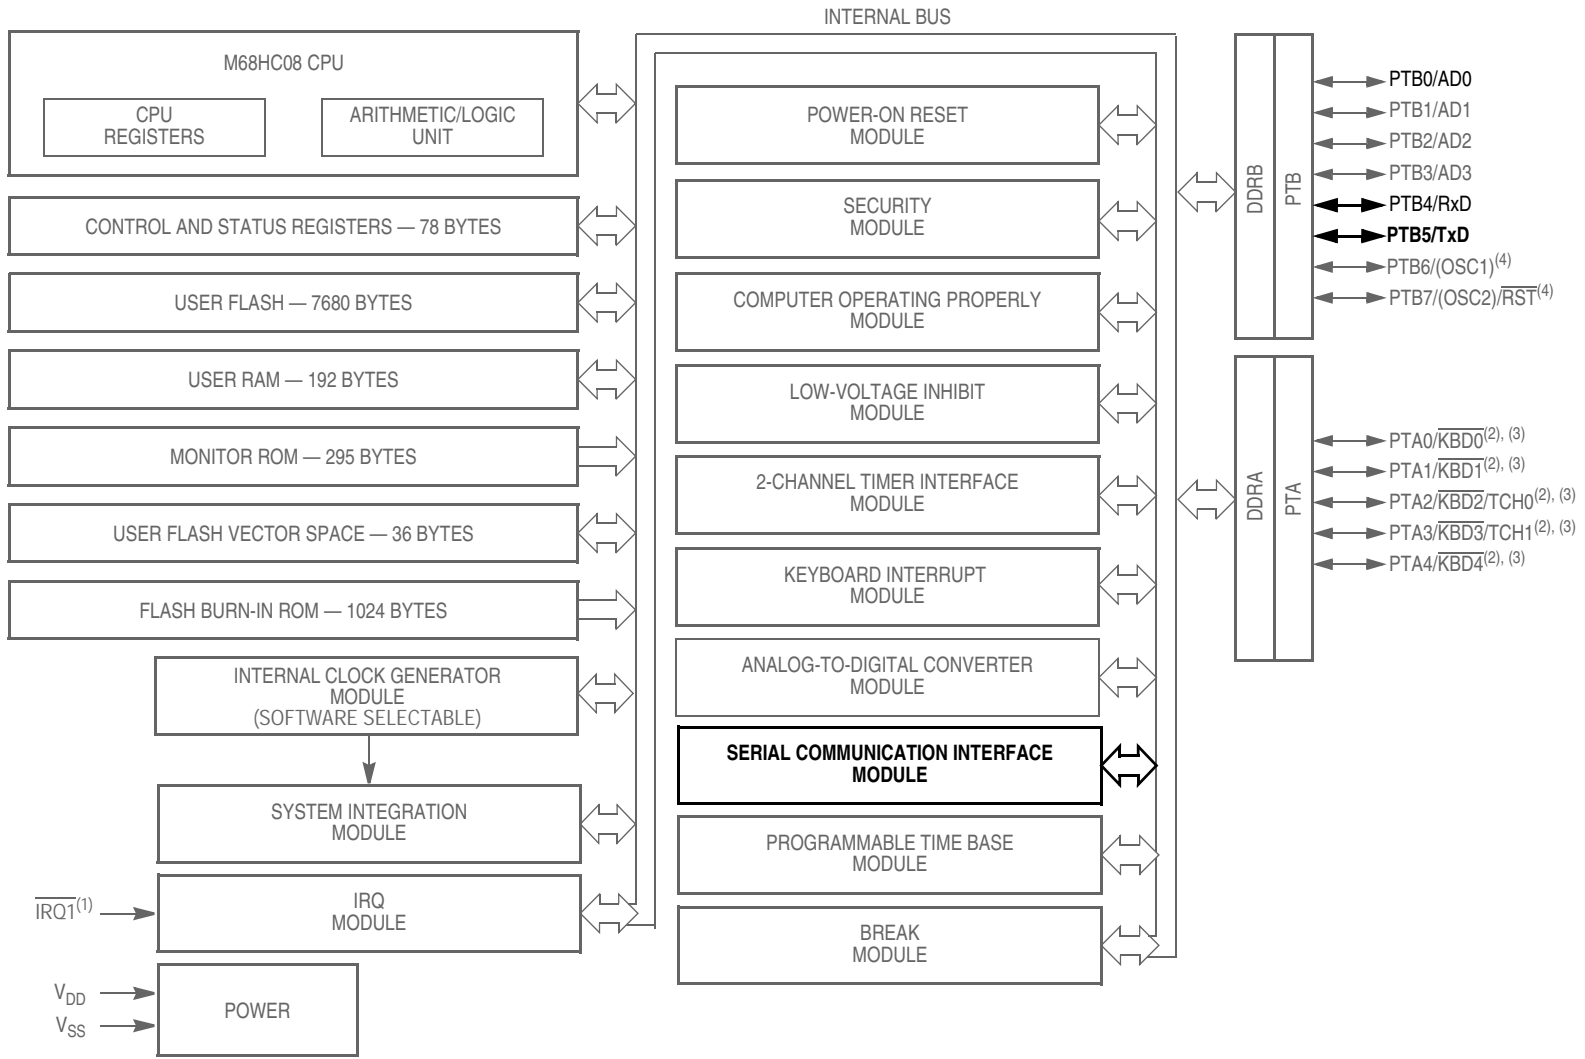 INTERNAL BUS
M68HC08 CPU
CPU
REGISTERS
ARITHMETIC/LOGIC
UNIT
CONTROL AND STATUS REGISTERS — 78 BYTES
USER FLASH — 7680 BYTES
USER RAM — 192 BYTES
MONITOR ROM — 295 BYTES
USER FLASH VECTOR SPACE — 36 BYTES
FLASH BURN-IN ROM — 1024 BYTES
INTERNAL CLOCK GENERATOR
MODULE
(SOFTWARE SELECTABLE)
SYSTEM INTEGRATION
MODULE
IRQ1(1)
IRQ
MODULE
VDD
VSS
POWER
POWER-ON RESET
MODULE
SECURITY
MODULE
COMPUTER OPERATING PROPERLY
MODULE
LOW-VOLTAGE INHIBIT
MODULE
2-CHANNEL TIMER INTERFACE
MODULE
KEYBOARD INTERRUPT
MODULE
ANALOG-TO-DIGITAL CONVERTER
MODULE
SERIAL COMMUNICATION INTERFACE
MODULE
PROGRAMMABLE TIME BASE
MODULE
BREAK
MODULE
DDRB
PTB
PTB0/AD0
PTB1/AD1
PTB2/AD2
PTB3/AD3
PTB4/RxD
PTB5/TxD
PTB6/(OSC1)(4)
PTB7/(OSC2)/RST(4)
DDRA
PTA
PTA0/KBD0(2), (3)
PTA1/KBD1(2), (3)
PTA2/KBD2/TCH0(2), (3)
PTA3/KBD3/TCH1(2), (3)
PTA4/KBD4(2), (3)